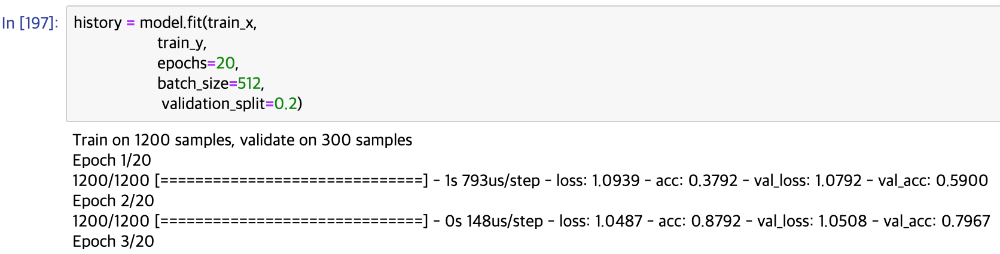 In [197]: history = model.fit(train_x,
train_y,
epochs=20,
batch_size=512,
validation_split=0.2)
Train on 1200 samples, validate on 300 samples
Epoch 1/20
1200/1200 [==============================] - 1s 793us/step - loss: 1.0939 - acc: 0.3792 - val_loss: 1.0792 - val_acc: 0.5900
Epoch 2/20
1200/1200 [==============================] - 0s 148us/step - loss: 1.0487 - acc: 0.8792 - val_loss: 1.0508 - val_acc: 0.7967
Epoch 3/20